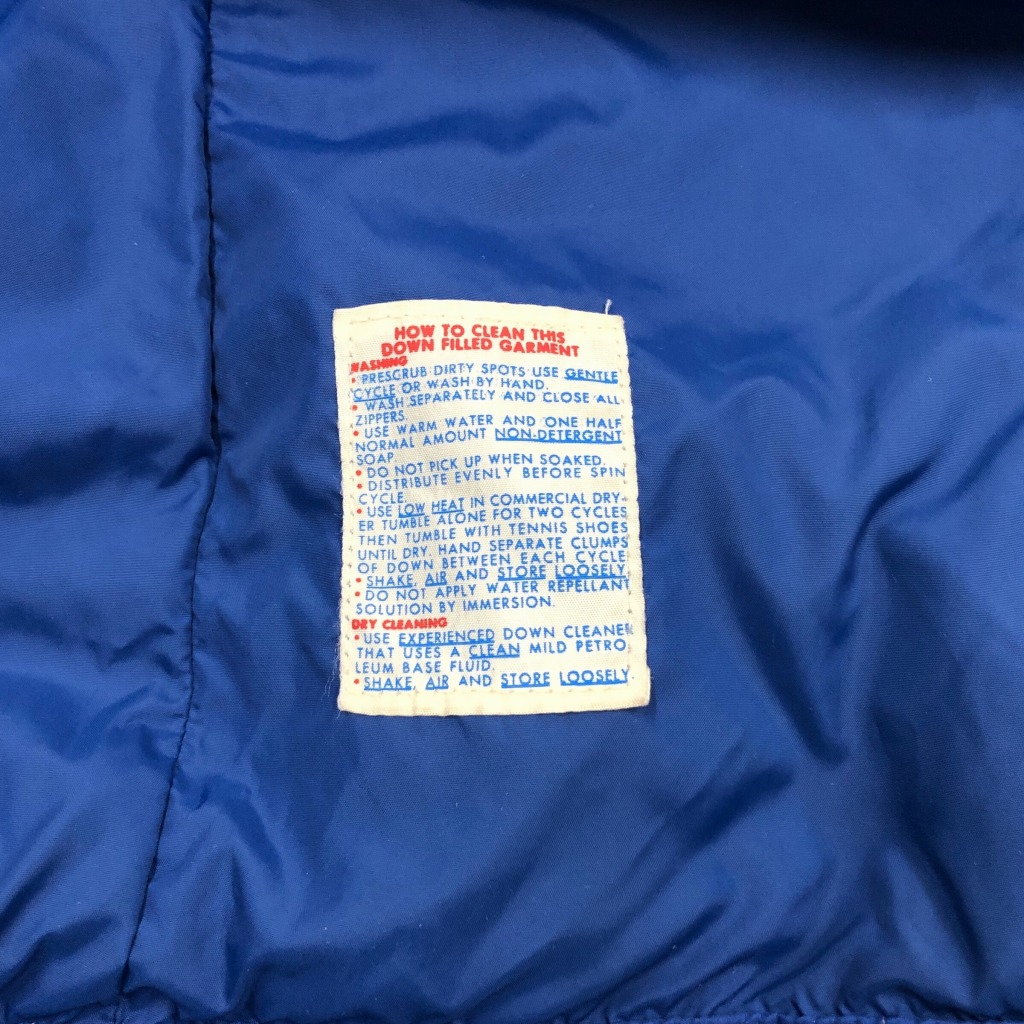 HOW TO CLEAN THIS
DOWN FILLED GARMENT
WASHING
• PRESCRUB DIRTY SPOTS USE GENTLE
CYCLE OR WASH BY HAND.
• WASH SEPARATELY AND CLOSE ALL
ZIPPERS.
• USE WARM WATER AND ONE HALF
NORMAL AMOUNT NON-DETERGENT
SOAP.
• DO NOT PICK UP WHEN SOAKED.
• DISTRIBUTE EVENLY BEFORE SPIN
CYCLE.
• USE LOW HEAT IN COMMERCIAL DRY-
ER TUMBLE ALONE FOR TWO CYCLES
THEN TUMBLE WITH TENNIS SHOES
UNTIL DRY. HAND SEPARATE CLUMPS
OF DOWN BETWEEN EACH CYCLE
• SHAKE, AIR AND STORE LOOSELY.
• DO NOT APPLY WATER REPELLANT
SOLUTION BY IMMERSION.
DRY CLEANING
• USE EXPERIENCED DOWN CLEANER
THAT USES A CLEAN MILD PETRO
LEUM BASE FLUID.
• SHAKE, AIR AND STORE LOOSELY.